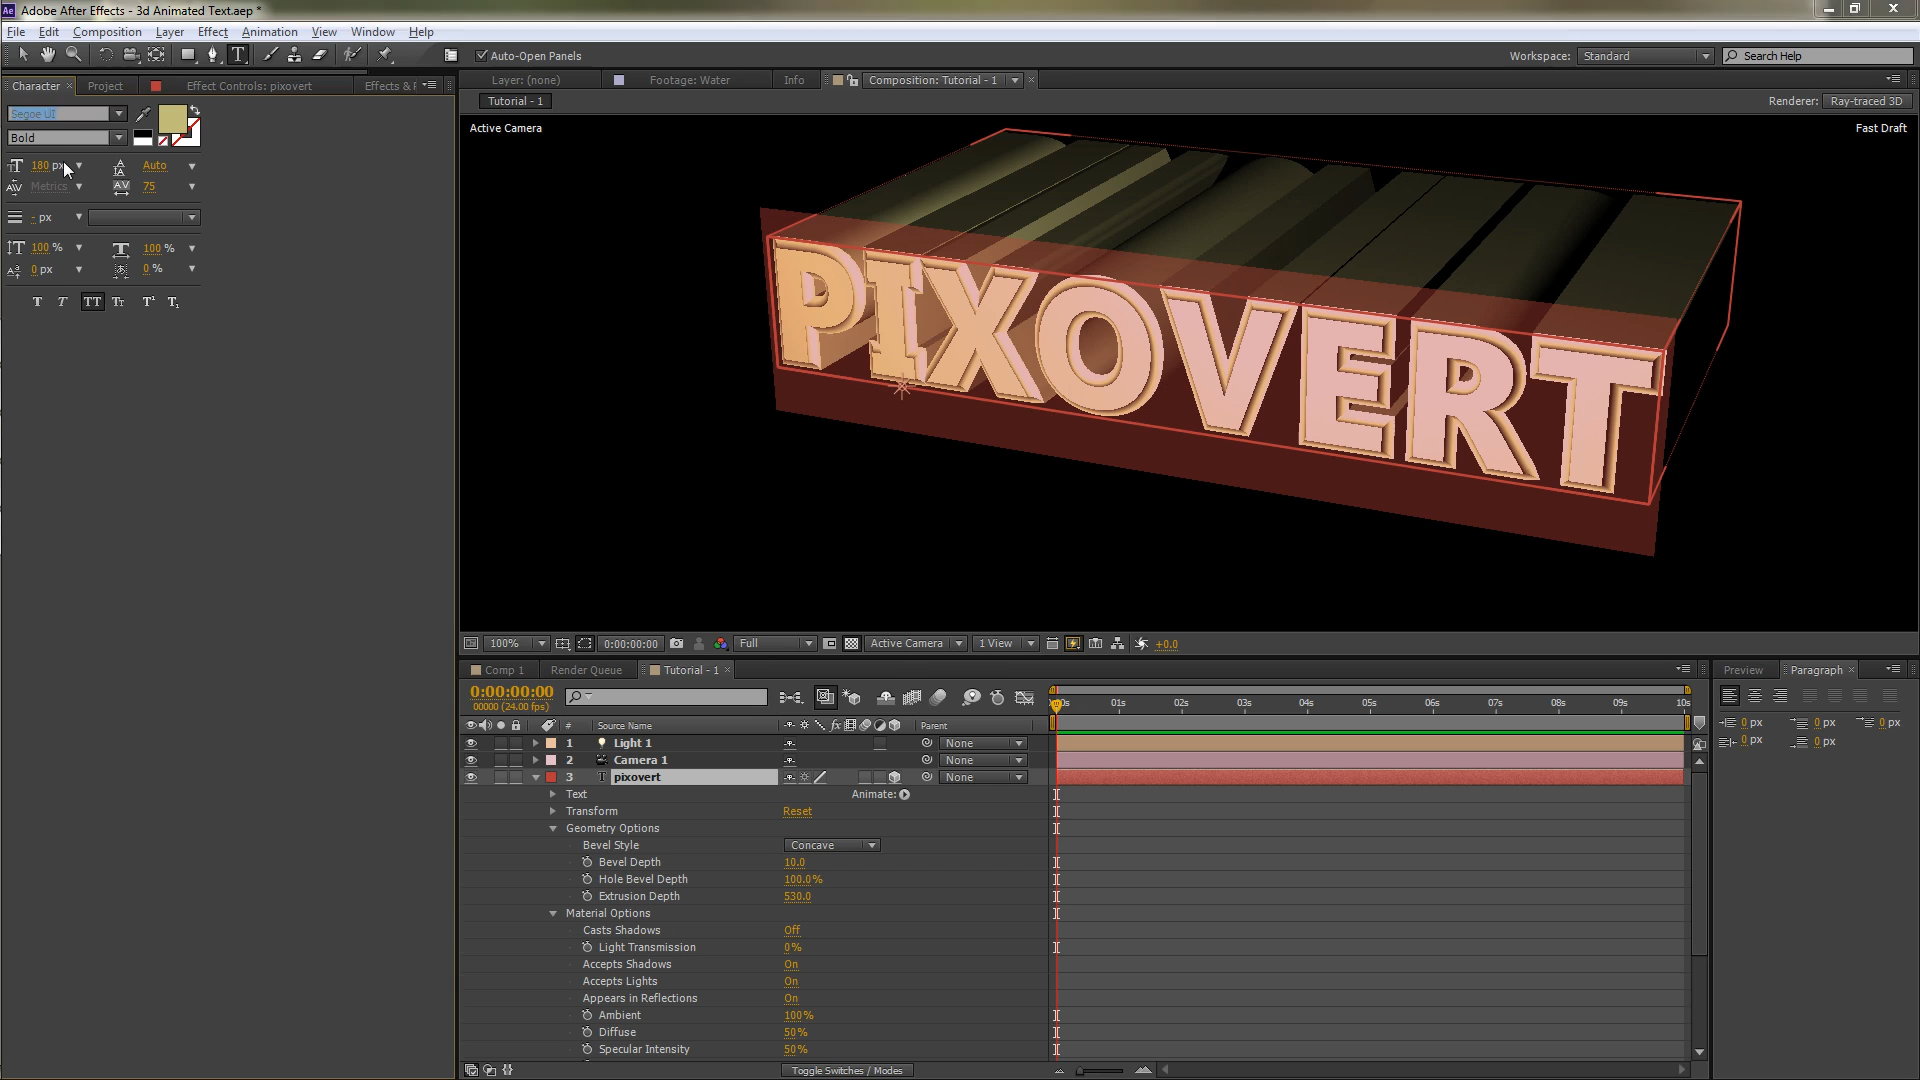 Ae Adobe After Effects - 3d Animated Text.aep *
File Edit Composition Layer Effect Animation View Window Help
T Auto-Open Panels Workspace: Standard Search Help
Character × Project Effect Controls: pixovert Effects & P Layer: (none) Footage: Water Info Composition: Tutorial - 1 ×
Segoe UI Tutorial - 1 Renderer: Ray-traced 3D
Active Camera Fast Draft
Bold
180 px Auto
Metrics 75
- px
100 % 100 %
0 px 0 %
T T TT Tt T¹ T₁
PIXOVERT
100% 0:00:00:00 Full Active Camera 1 View +0.0
Comp 1 Render Queue Tutorial - 1 × Preview Paragraph ×
0:00:00:00
00000 (24.00 fps)
01s 02s 03s 04s 05s 06s 07s 08s 09s 10s
0 px 0 px 0 px
0 px 0 px
# Source Name fx Parent
1 Light 1 None
2 Camera 1 None
3 T pixovert None
Text Animate:
Transform Reset
Geometry Options
Bevel Style Concave
Bevel Depth 10.0
Hole Bevel Depth 100.0%
Extrusion Depth 530.0
Material Options
Casts Shadows Off
Light Transmission 0%
Accepts Shadows On
Accepts Lights On
Appears in Reflections On
Ambient 100%
Diffuse 50%
Specular Intensity 50%
Toggle Switches / Modes